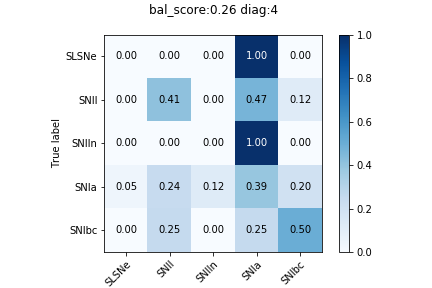 bal_score:0.26 diag:4
True label
SLSNe 0.00 0.00 0.00 1.00 0.00
SNII 0.00 0.41 0.00 0.47 0.12
SNIIn 0.00 0.00 0.00 1.00 0.00
SNIa 0.05 0.24 0.12 0.39 0.20
SNIbc 0.00 0.25 0.00 0.25 0.50
SLSNe SNII SNIIn SNIa SNIbc
1.0
0.8
0.6
0.4
0.2
0.0